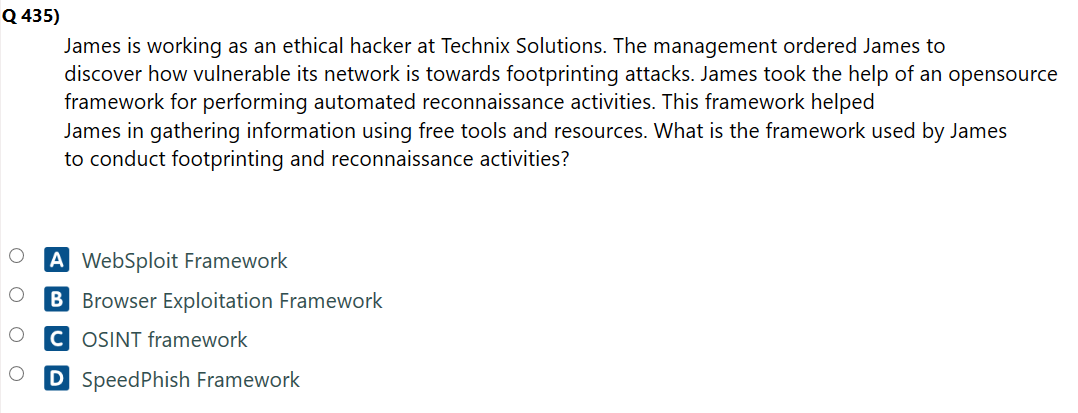 Q 435)
James is working as an ethical hacker at Technix Solutions. The management ordered James to
discover how vulnerable its network is towards footprinting attacks. James took the help of an opensource
framework for performing automated reconnaissance activities. This framework helped
James in gathering information using free tools and resources. What is the framework used by James
to conduct footprinting and reconnaissance activities?
A WebSploit Framework
B Browser Exploitation Framework
C OSINT framework
D SpeedPhish Framework